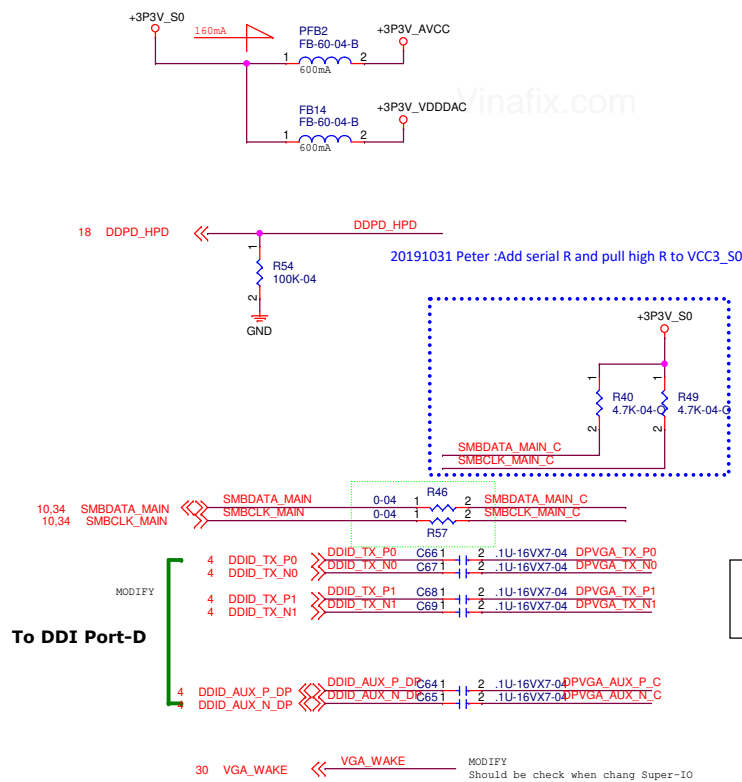 +3P3V_S0
160mA
PFB2
FB-60-04-B
+3P3V_AVCC
1 2
600mA
Vinafix.com
FB14
FB-60-04-B
+3P3V_VDDDAC
1 2
600mA
18 DDPD_HPD DDPD_HPD
1
R54
100K-04
2
GND
20191031 Peter :Add serial R and pull high R to VCC3_S0
+3P3V_S0
1 1
R40 R49
4.7K-04-O 4.7K-04-O
2 2
SMBDATA_MAIN_C
SMBCLK_MAIN_C
R46
10,34 SMBDATA_MAIN SMBDATA_MAIN 0-04 1 2 SMBDATA_MAIN_C
10,34 SMBCLK_MAIN SMBCLK_MAIN 0-04 1 2 SMBCLK_MAIN_C
R57
4 DDID_TX_P0 DDID_TX_P0 C66 1 2 .1U-16VX7-04 DPVGA_TX_P0
4 DDID_TX_N0 DDID_TX_N0 C67 1 2 .1U-16VX7-04 DPVGA_TX_N0
MODIFY
4 DDID_TX_P1 DDID_TX_P1 C68 1 2 .1U-16VX7-04 DPVGA_TX_P1
4 DDID_TX_N1 DDID_TX_N1 C69 1 2 .1U-16VX7-04 DPVGA_TX_N1
To DDI Port-D
4 DDID_AUX_P_DP DDID_AUX_P_DP C64 1 2 .1U-16VX7-04 DPVGA_AUX_P_C
4 DDID_AUX_N_DP DDID_AUX_N_DP C65 1 2 .1U-16VX7-04 DPVGA_AUX_N_C
30 VGA_WAKE VGA_WAKE MODIFY
Should be check when chang Super-IO